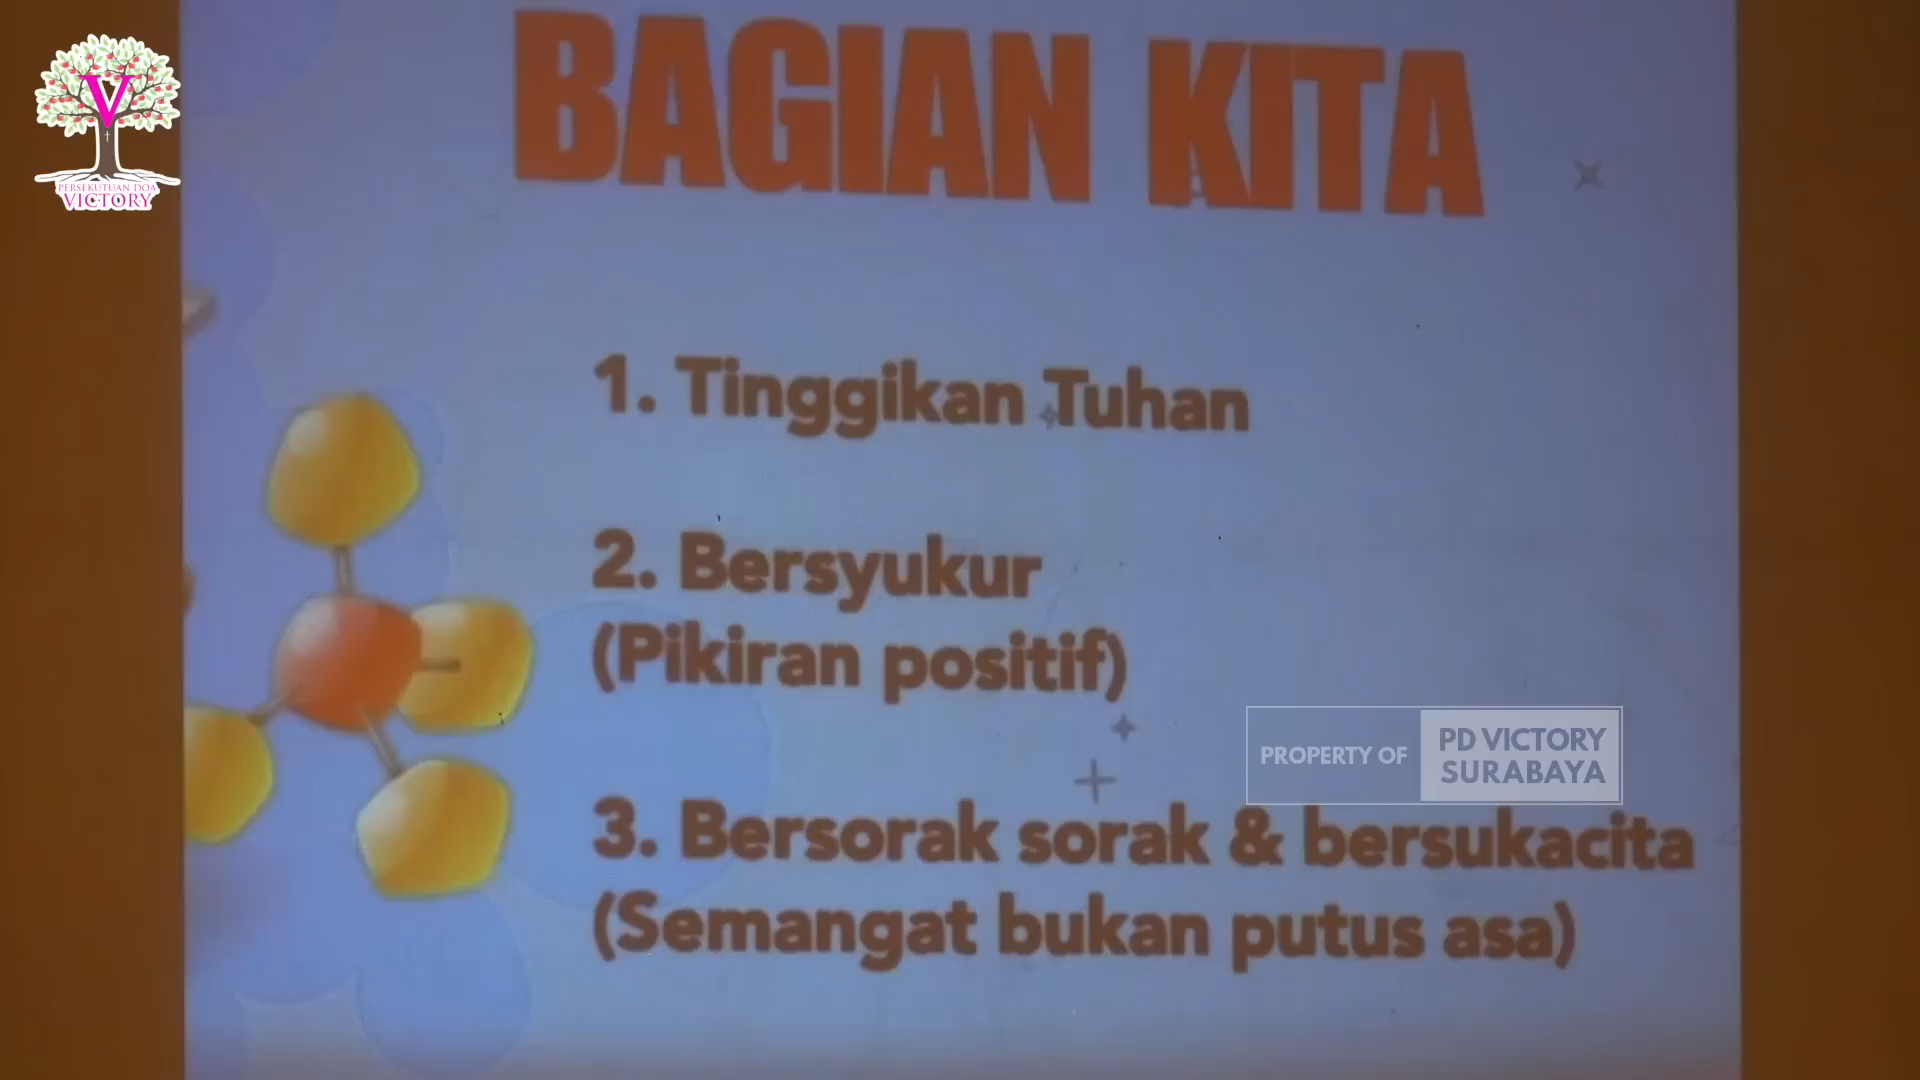 V
PERSEKUTUAN DOA
VICTORY
BAGIAN KITA
1. Tinggikan Tuhan
2. Bersyukur
(Pikiran positif)
PROPERTY OF
PD VICTORY
SURABAYA
3. Bersorak sorak & bersukacita
(Semangat bukan putus asa)